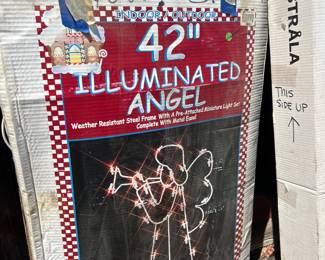 INDOOR / OUTDOOR
42"
ILLUMINATED
ANGEL
Weather Resistant Steel Frame With A Pre-Attached Miniature Light Set
Complete With Metal Easel
STRÅLA
THIS
SIDE UP